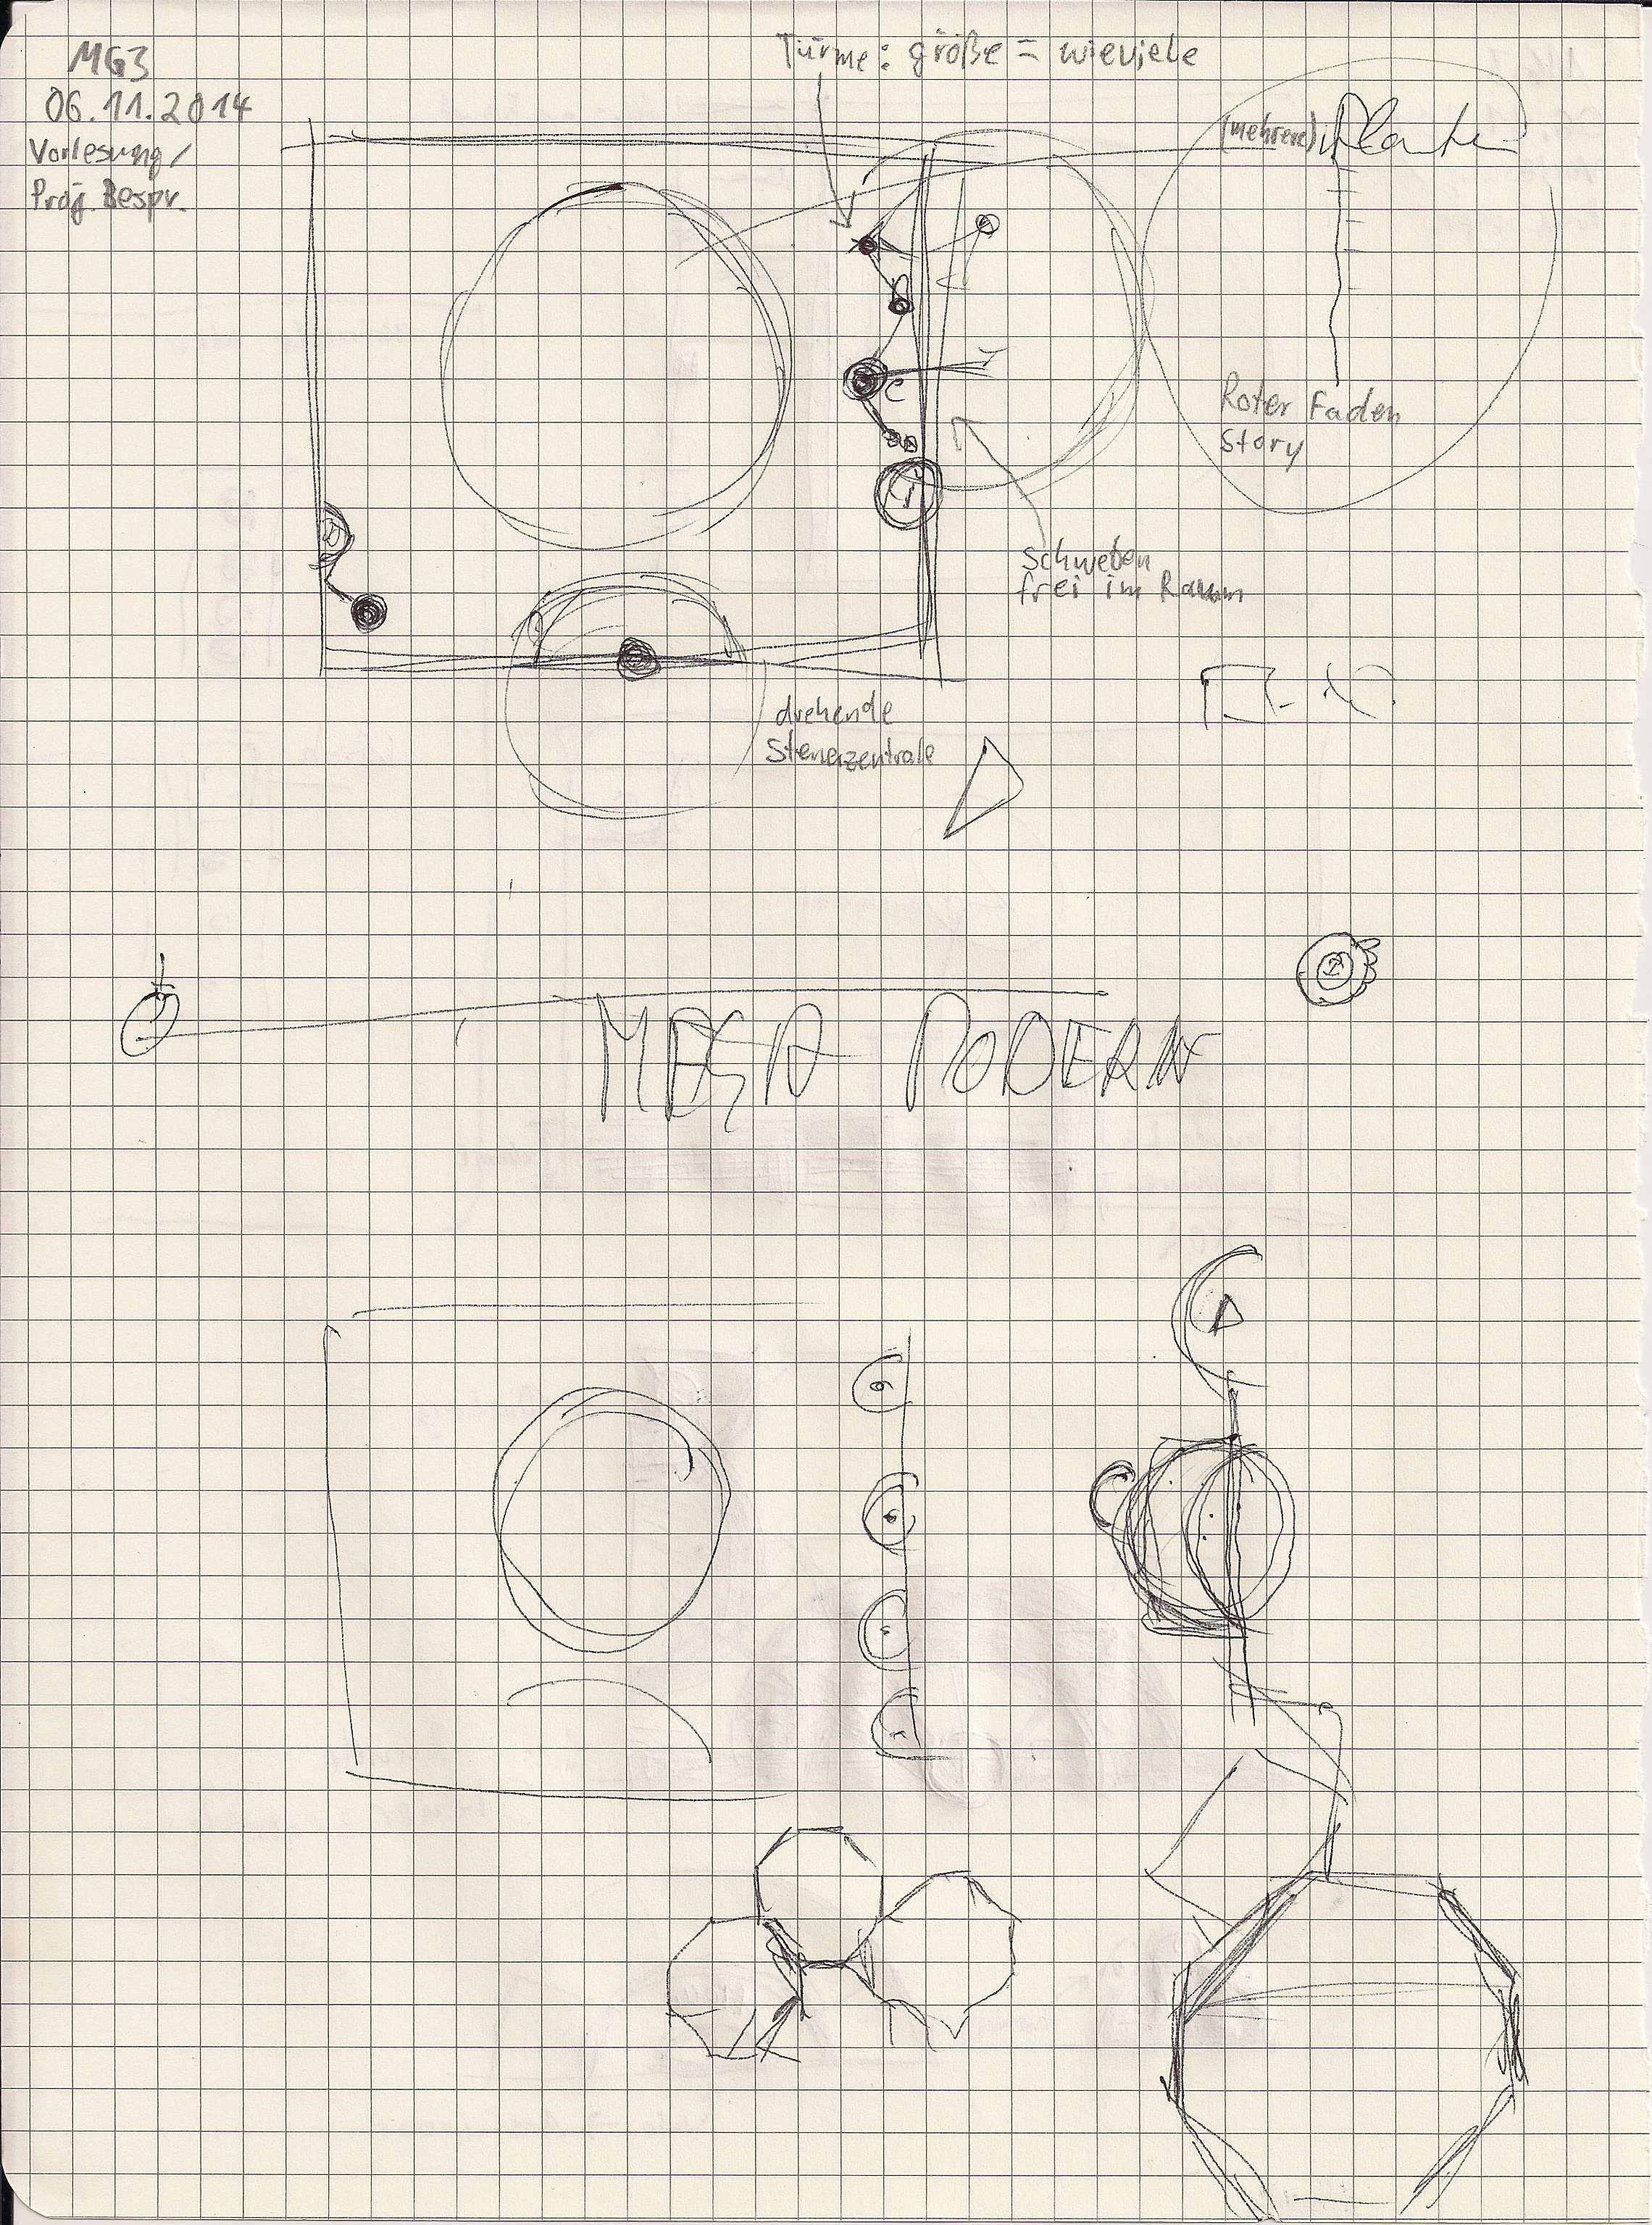 MG3
06.11.2014
Vorlesung/
Proj. Bespr.
Türme: größe = wieviele
(mehrere)
Roter Faden
Story
schweben
frei im Raum
drehende
Steuerzentrale
MEGA MODERN